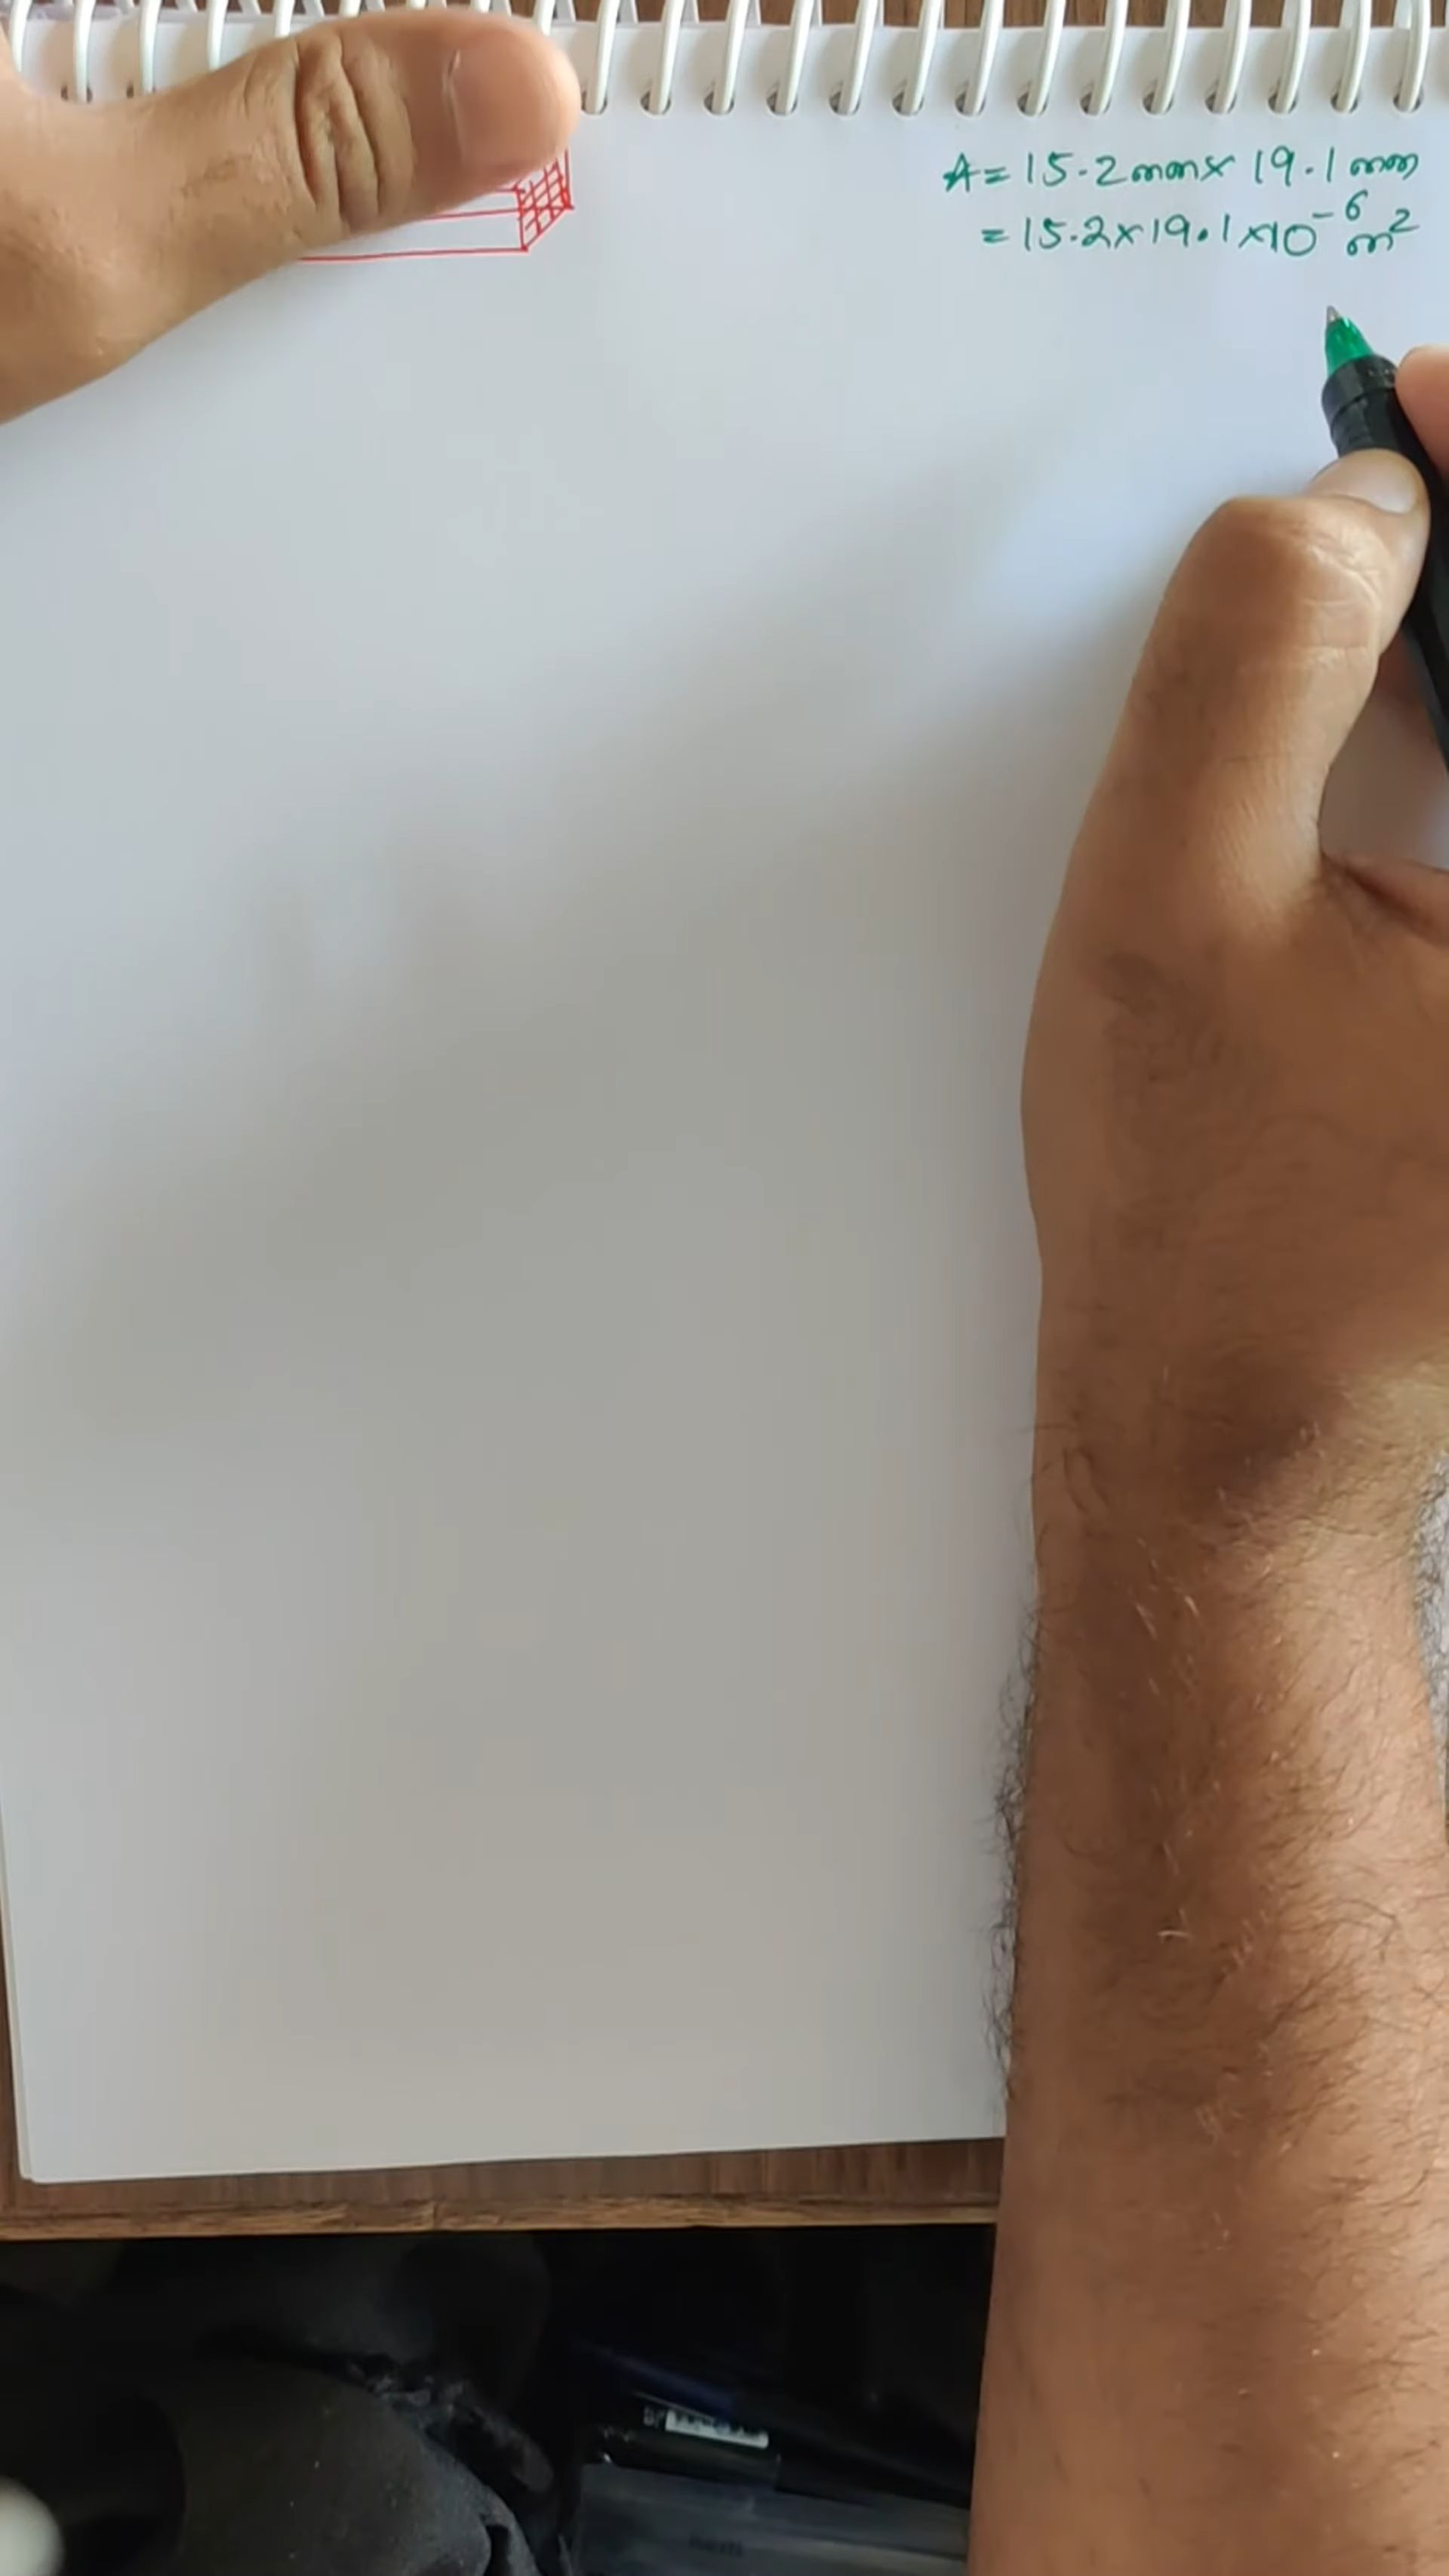 A = 15.2mm× 19.1mm
= 15.2×19.1×10⁻⁶ m²